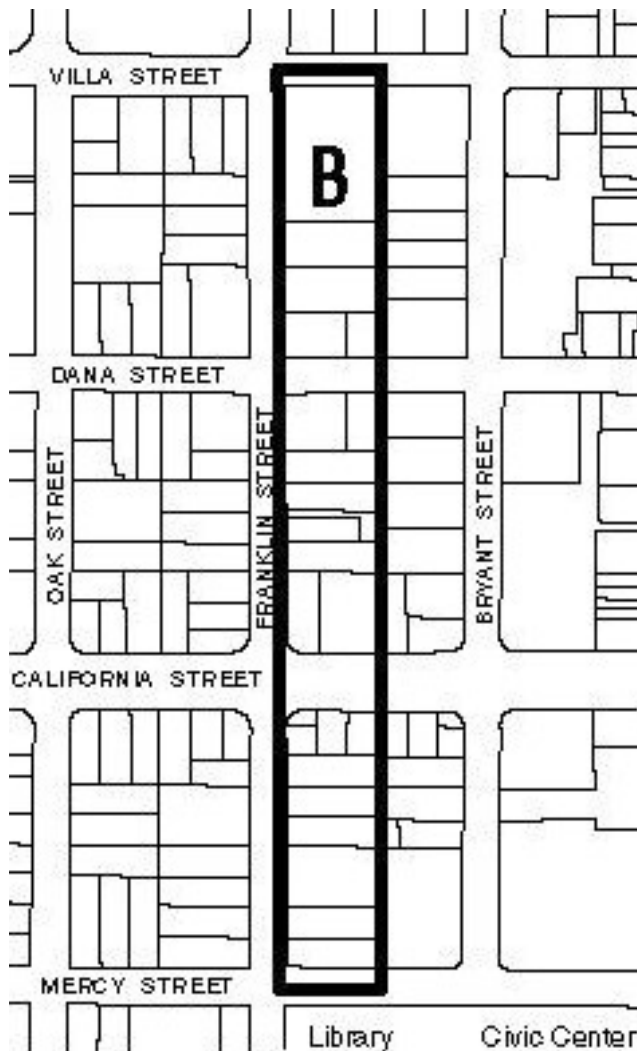 VILLA STREET
B
DANA STREET
OAK STREET
FRANKLIN STREET
BRYANT STREET
CALIFORNIA STREET
MERCY STREET
Library
Civic Center